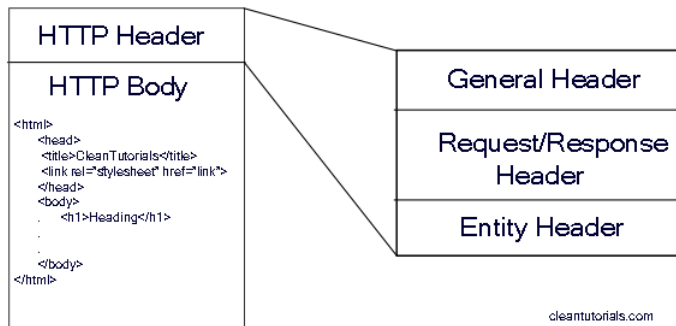 HTTP Header
HTTP Body
<html>
<head>
<title>CleanTutorials</title>
<link rel="stylesheet" href="link">
</head>
<body>
. <h1>Heading</h1>
.
.
</body>
</html>
General Header
Request/Response
Header
Entity Header
cleantutorials.com